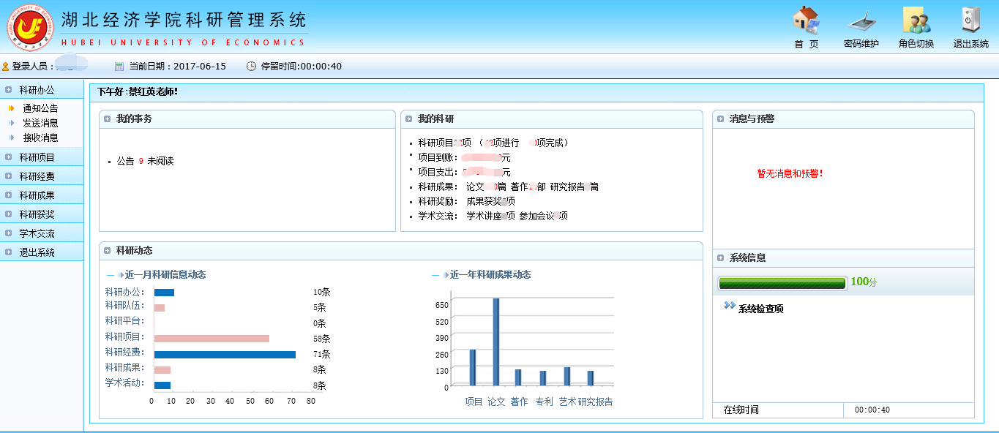 湖北经济学院科研管理系统
HUBEI UNIVERSITY OF ECONOMICS
首 页 密码维护 角色切换 退出系统
登录人员： 当前日期：2017-06-15 停留时间:00:00:40
科研办公
通知公告
发送消息
接收消息
科研项目
科研经费
科研成果
科研获奖
学术交流
退出系统
下午好:蔡红英老师!
我的事务
公告 9 未阅读
我的科研
科研项目 项 （ 项进行 项完成）
项目到账： 元
项目支出： 元
科研成果： 论文 篇 著作 部 研究报告 篇
科研奖励： 成果获奖 项
学术交流： 学术讲座 项 参加会议 项
消息与预警
暂无消息和预警!
科研动态
近一月科研信息动态
科研办公： 10条
科研队伍： 5条
科研平台： 0条
科研项目： 58条
科研经费： 71条
科研成果： 8条
学术活动： 8条
0 10 20 30 40 50 60 70 80
近一年科研成果动态
650
520
390
260
130
0
项目 论文 著作 专利 艺术 研究报告
系统信息
100分
系统检查项
在线时间 00:00:40